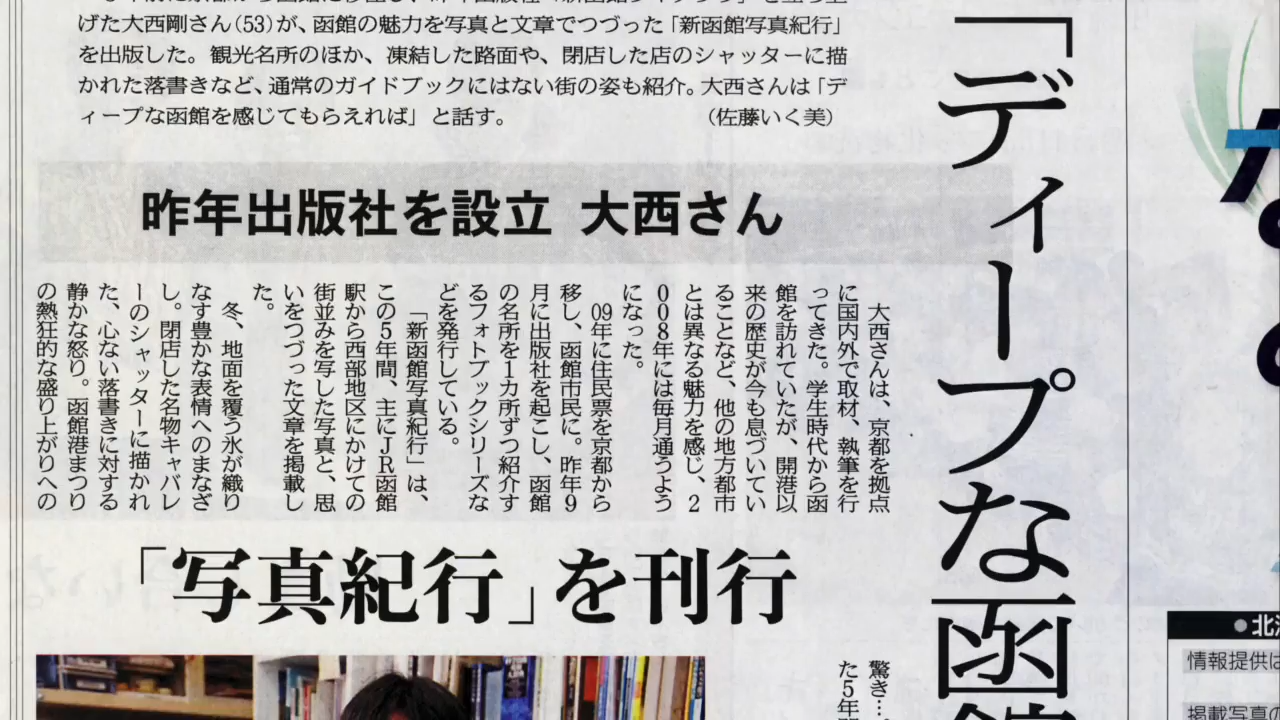 げた大西剛さん(53)が、函館の魅力を写真と文章でつづった「新函館写真紀行」
を出版した。観光名所のほか、凍結した路面や、閉店した店のシャッターに描
かれた落書きなど、通常のガイドブックにはない街の姿も紹介。大西さんは「デ
ィープな函館を感じてもらえれば」と話す。 (佐藤いく美)
「ディープな函館
昨年出版社を設立 大西さん
大西さんは、京都を拠点
に国内外で取材、執筆を行
ってきた。学生時代から函
館を訪れていたが、開港以
来の歴史が今も息づいてい
ることなど、他の地方都市
とは異なる魅力を感じ、2
008年には毎月通うよう
になった。
09年に住民票を京都から
移し、函館市民に。昨年9
月に出版社を起こし、函館
の名所を1カ所ずつ紹介す
るフォトブックシリーズな
どを発行している。
「新函館写真紀行」は、
この5年間、主にJR函館
駅から西部地区にかけての
街並みを写した写真と、思
いをつづった文章を掲載し
た。
冬、地面を覆う氷が織り
なす豊かな表情へのまなざ
し。閉店した名物キャバレ
ーのシャッターに描かれ
た、心ない落書きに対する
静かな怒り。函館港まつり
の熱狂的な盛り上がりへの
「写真紀行」を刊行
驚き…
た5年
●北海
情報提供は
掲載写真の